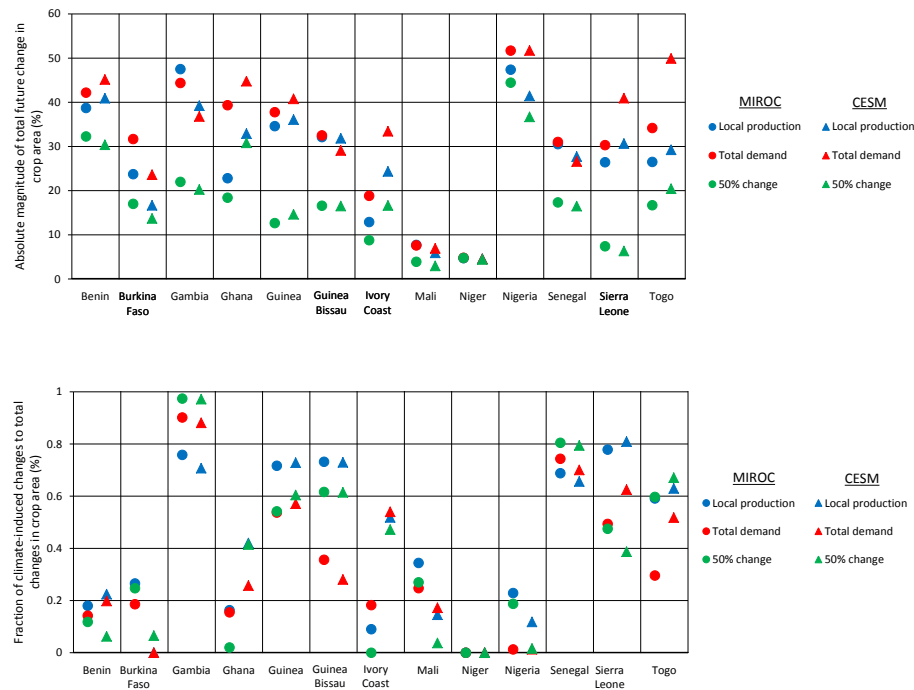 Absolute magnitude of total future change in
crop area (%)
60
50
40
30
20
10
0
Benin
Burkina
Faso
Gambia
Ghana
Guinea
Guinea
Bissau
Ivory
Coast
Mali
Niger
Nigeria
Senegal
Sierra
Leone
Togo
MIROC
CESM
Local production
Local production
Total demand
Total demand
50% change
50% change
Fraction of climate-induced changes to total
changes in crop area (%)
1
0.8
0.6
0.4
0.2
0
Benin
Burkina
Faso
Gambia
Ghana
Guinea
Guinea
Bissau
Ivory
Coast
Mali
Niger
Nigeria
Senegal
Sierra
Leone
Togo
MIROC
CESM
Local production
Local production
Total demand
Total demand
50% change
50% change